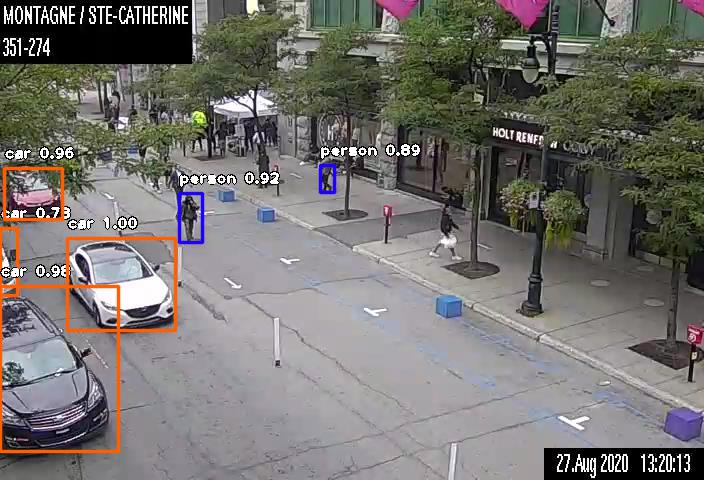 MONTAGNE / STE-CATHERINE
351-274
person 0.89
car 0.96
person 0.92
car 0.73
car 1.00
car 0.98
HOLT RENFREW
27.Aug 2020 13:20:13